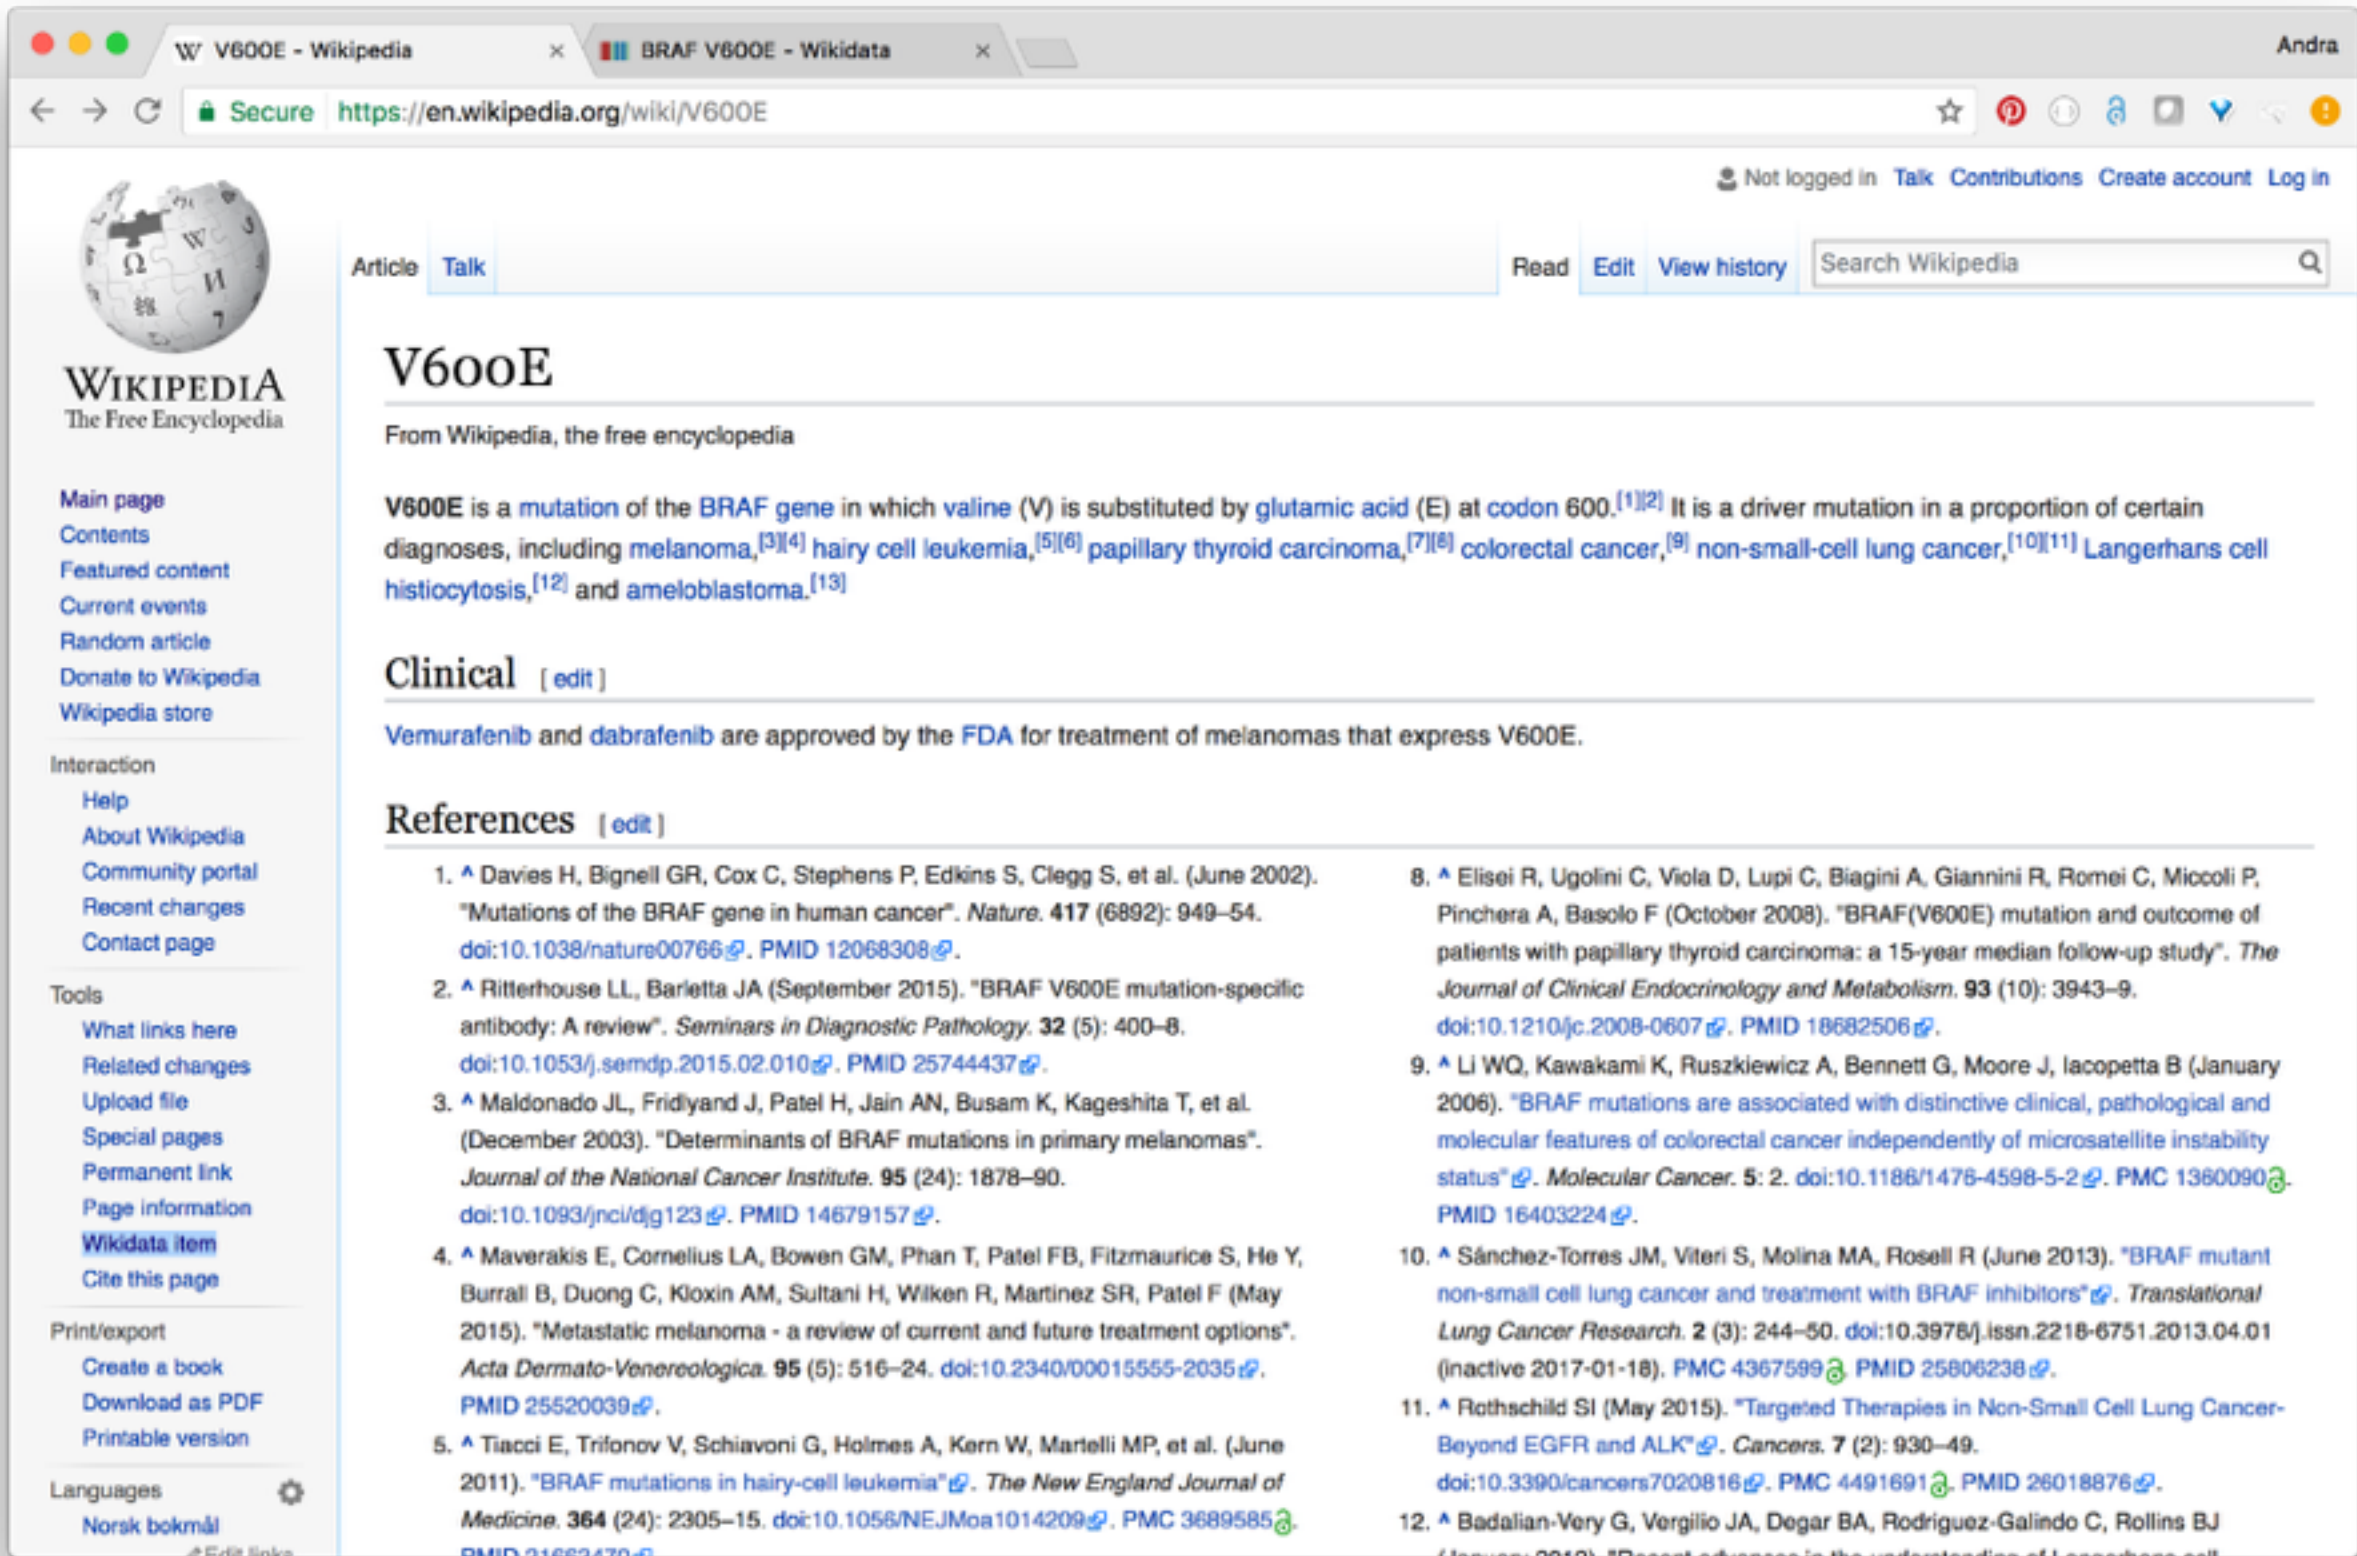 V600E - Wikipedia
BRAF V600E - Wikidata
Andra
Secure https://en.wikipedia.org/wiki/V600E
Not logged in Talk Contributions Create account Log in
Article Talk
Read Edit View history Search Wikipedia
WIKIPEDIA
The Free Encyclopedia
Main page
Contents
Featured content
Current events
Random article
Donate to Wikipedia
Wikipedia store
Interaction
Help
About Wikipedia
Community portal
Recent changes
Contact page
Tools
What links here
Related changes
Upload file
Special pages
Permanent link
Page information
Wikidata item
Cite this page
Print/export
Create a book
Download as PDF
Printable version
Languages
Norsk bokmål
Edit links
V600E
From Wikipedia, the free encyclopedia
V600E is a mutation of the BRAF gene in which valine (V) is substituted by glutamic acid (E) at codon 600.[1][2] It is a driver mutation in a proportion of certain
diagnoses, including melanoma,[3][4] hairy cell leukemia,[5][6] papillary thyroid carcinoma,[7][8] colorectal cancer,[9] non-small-cell lung cancer,[10][11] Langerhans cell
histiocytosis,[12] and ameloblastoma.[13]
Clinical [ edit ]
Vemurafenib and dabrafenib are approved by the FDA for treatment of melanomas that express V600E.
References [ edit ]
1. ^ Davies H, Bignell GR, Cox C, Stephens P, Edkins S, Clegg S, et al. (June 2002).
"Mutations of the BRAF gene in human cancer". Nature. 417 (6892): 949–54.
doi:10.1038/nature00766. PMID 12068308.
2. ^ Ritterhouse LL, Barletta JA (September 2015). "BRAF V600E mutation-specific
antibody: A review". Seminars in Diagnostic Pathology. 32 (5): 400–8.
doi:10.1053/j.semdp.2015.02.010. PMID 25744437.
3. ^ Maldonado JL, Fridlyand J, Patel H, Jain AN, Busam K, Kageshita T, et al.
(December 2003). "Determinants of BRAF mutations in primary melanomas".
Journal of the National Cancer Institute. 95 (24): 1878–90.
doi:10.1093/jnci/djg123. PMID 14679157.
4. ^ Maverakis E, Cornelius LA, Bowen GM, Phan T, Patel FB, Fitzmaurice S, He Y,
Burrall B, Duong C, Kloxin AM, Sultani H, Wilken R, Martinez SR, Patel F (May
2015). "Metastatic melanoma - a review of current and future treatment options".
Acta Dermato-Venereologica. 95 (5): 516–24. doi:10.2340/00015555-2035.
PMID 25520039.
5. ^ Tiacci E, Trifonov V, Schiavoni G, Holmes A, Kern W, Martelli MP, et al. (June
2011). "BRAF mutations in hairy-cell leukemia". The New England Journal of
Medicine. 364 (24): 2305–15. doi:10.1056/NEJMoa1014209. PMC 3689585.
8. ^ Elisei R, Ugolini C, Viola D, Lupi C, Biagini A, Giannini R, Romei C, Miccoli P,
Pinchera A, Basolo F (October 2008). "BRAF(V600E) mutation and outcome of
patients with papillary thyroid carcinoma: a 15-year median follow-up study". The
Journal of Clinical Endocrinology and Metabolism. 93 (10): 3943–9.
doi:10.1210/jc.2008-0607. PMID 18682506.
9. ^ Li WQ, Kawakami K, Ruszkiewicz A, Bennett G, Moore J, Iacopetta B (January
2006). "BRAF mutations are associated with distinctive clinical, pathological and
molecular features of colorectal cancer independently of microsatellite instability
status". Molecular Cancer. 5: 2. doi:10.1186/1476-4598-5-2. PMC 1360090.
PMID 16403224.
10. ^ Sánchez-Torres JM, Viteri S, Molina MA, Rosell R (June 2013). "BRAF mutant
non-small cell lung cancer and treatment with BRAF inhibitors". Translational
Lung Cancer Research. 2 (3): 244–50. doi:10.3978/j.issn.2218-6751.2013.04.01
(inactive 2017-01-18). PMC 4367599. PMID 25806238.
11. ^ Rothschild SI (May 2015). "Targeted Therapies in Non-Small Cell Lung Cancer-
Beyond EGFR and ALK". Cancers. 7 (2): 930–49.
doi:10.3390/cancers7020816. PMC 4491691. PMID 26018876.
12. ^ Badalian-Very G, Vergilio JA, Degar BA, Rodriguez-Galindo C, Rollins BJ